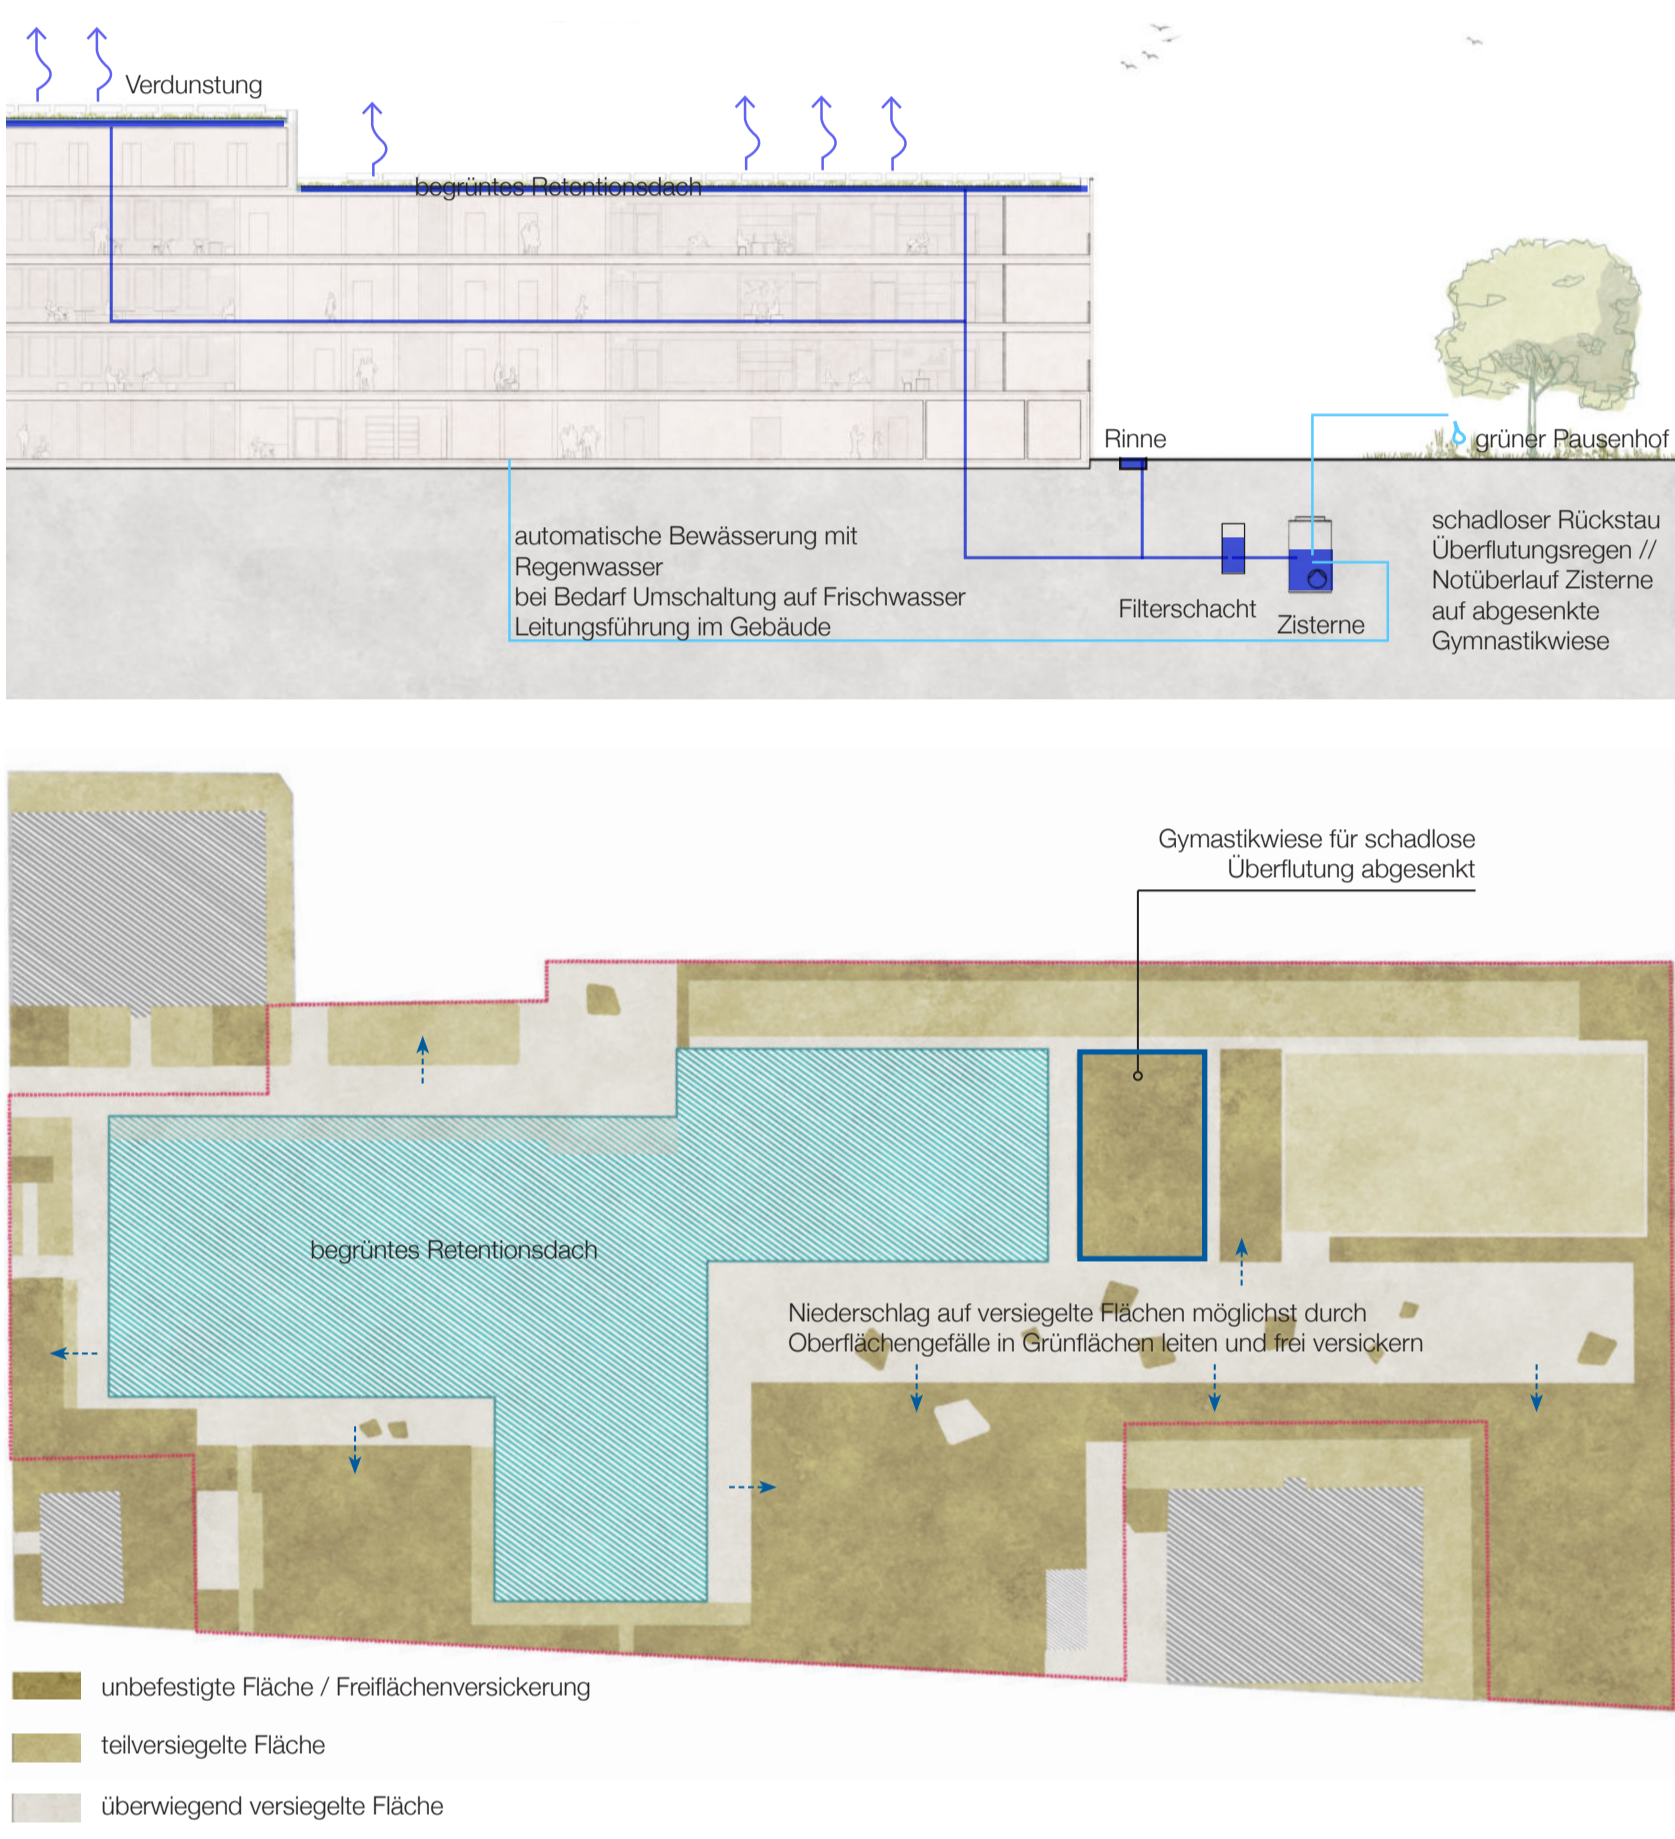 Verdunstung
begrüntes Retentionsdach
Rinne
grüner Pausenhof
automatische Bewässerung mit
Regenwasser
bei Bedarf Umschaltung auf Frischwasser
Leitungsführung im Gebäude
Filterschacht
Zisterne
schadloser Rückstau
Überflutungsregen //
Notüberlauf Zisterne
auf abgesenkte
Gymnastikwiese
Gymastikwiese für schadlose
Überflutung abgesenkt
begrüntes Retentionsdach
Niederschlag auf versiegelte Flächen möglichst durch
Oberflächengefälle in Grünflächen leiten und frei versickern
unbefestigte Fläche / Freiflächenversickerung
teilversiegelte Fläche
überwiegend versiegelte Fläche